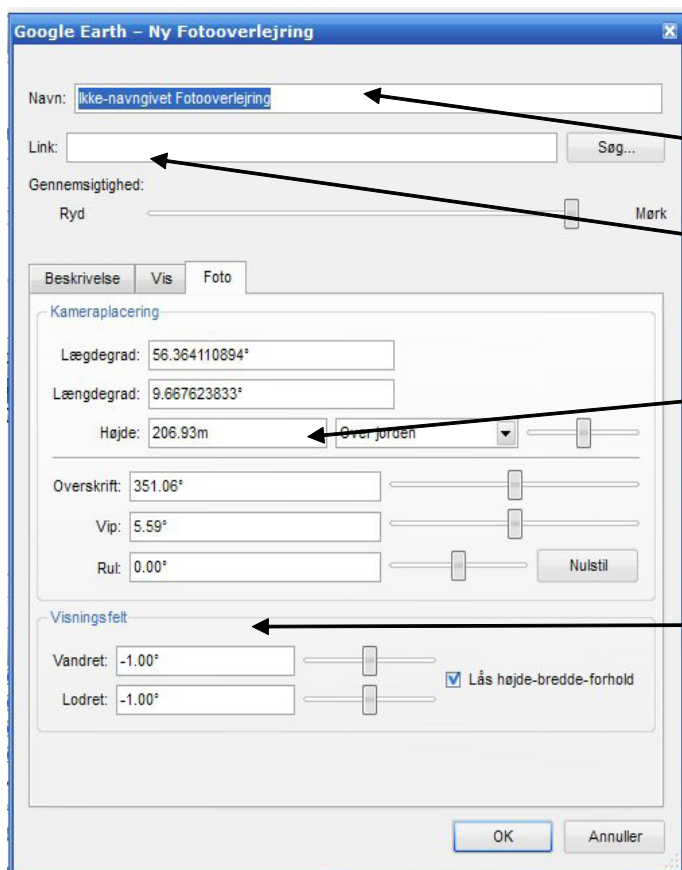 Google Earth – Ny Fotooverlejring
Navn: Ikke-navngivet Fotooverlejring
Link: Søg...
Gennemsigtighed:
Ryd Mørk
Beskrivelse Vis Foto
Kameraplacering
Lægdegrad: 56.364110894°
Længdegrad: 9.667623833°
Højde: 206.93m Over jorden
Overskrift: 351.06°
Vip: 5.59°
Rul: 0.00° Nulstil
Visningsfelt
Vandret: -1.00°
Lås højde-bredde-forhold
Lodret: -1.00°
OK Annuller